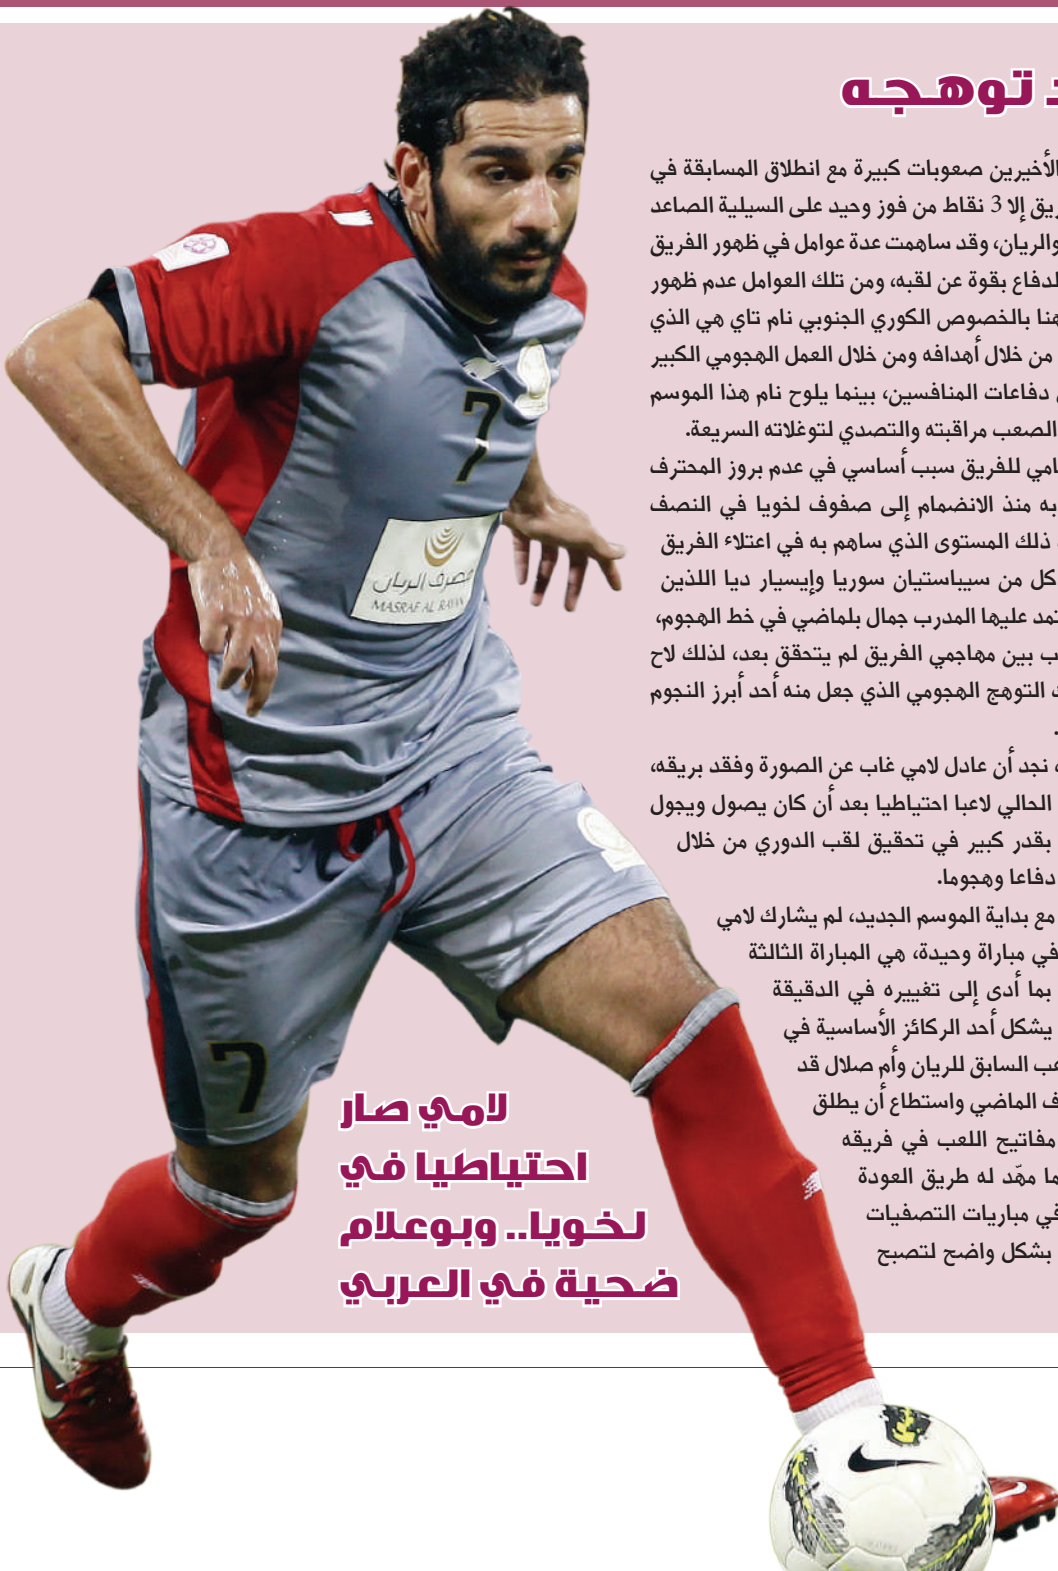 توهجه
الأخيرين صعوبات كبيرة مع انطلاق المسابقة في
إلا 3 نقاط من فوز وحيد على السيلية الصاعد
والريان، وقد ساهمت عدة عوامل في ظهور الفريق
لدفاع بقوة عن لقبه، ومن تلك العوامل عدم ظهور
هنا بالخصوص الكوري الجنوبي نام تاي هي الذي
من خلال أهدافه ومن خلال العمل الهجومي الكبير
دفاعات المنافسين، بينما يلوح نام هذا الموسم
الصعب مراقبته والتصدي لتوغلاته السريعة.
امي للفريق سبب أساسي في عدم بروز المحترف
به منذ الانضمام إلى صفوف لخويا في النصف
ذلك المستوى الذي ساهم به في اعتلاء الفريق
كل من سيباستيان سوريا وإيسيار ديا اللذين
تمد عليها المدرب جمال بلماضي في خط الهجوم،
ب بين مهاجمي الفريق لم يتحقق بعد، لذلك لاح
د التوهج الهجومي الذي جعل منه أحد أبرز النجوم
.
، نجد أن عادل لامي غاب عن الصورة وفقد بريقه،
الحالي لاعبا احتياطيا بعد أن كان يصول ويجول
بقدر كبير في تحقيق لقب الدوري من خلال
دفاعا وهجوما.
مع بداية الموسم الجديد، لم يشارك لامي
في مباراة وحيدة، هي المباراة الثالثة
بما أدى إلى تغييره في الدقيقة
يشكل أحد الركائز الأساسية في
عب السابق للريان وأم صلال قد
ف الماضي واستطاع أن يطلق
مفاتيح اللعب في فريقه
ما مهّد له طريق العودة
في مباريات التصفيات
بشكل واضح لتصبح
لامي صار
احتياطيا في
لخويا.. وبوعلام
ضحية في العربي
7
مصرف الريان
MASRAF AL RAYAN
7